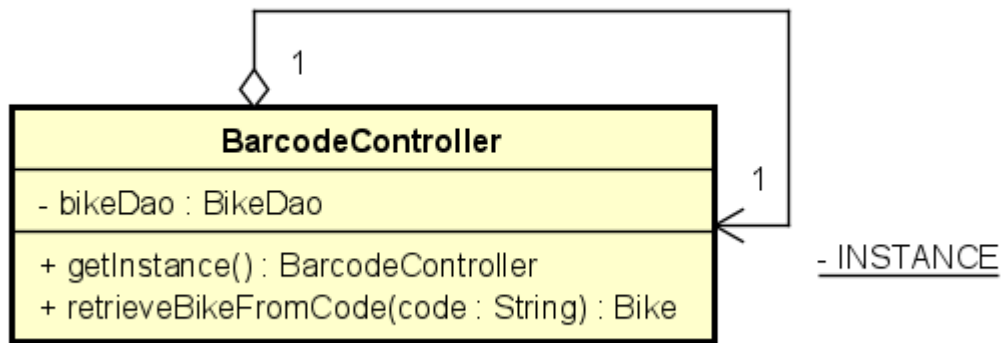 1
BarcodeController
- bikeDao : BikeDao
1
+ getInstance() : BarcodeController
- INSTANCE
+ retrieveBikeFromCode(code : String) : Bike